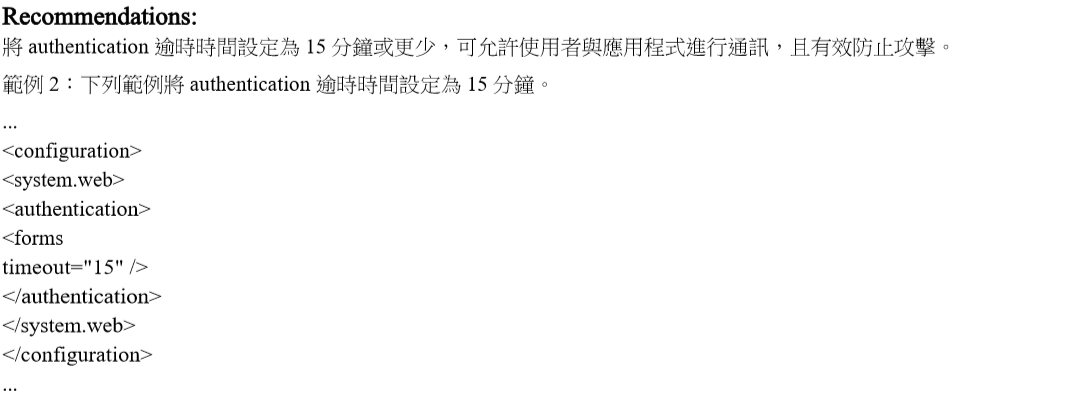 Recommendations:
將 authentication 逾時時間設定為 15 分鐘或更少，可允許使用者與應用程式進行通訊，且有效防止攻擊。
範例 2：下列範例將 authentication 逾時時間設定為 15 分鐘。
...
<configuration>
<system.web>
<authentication>
<forms
timeout="15" />
</authentication>
</system.web>
</configuration>
...